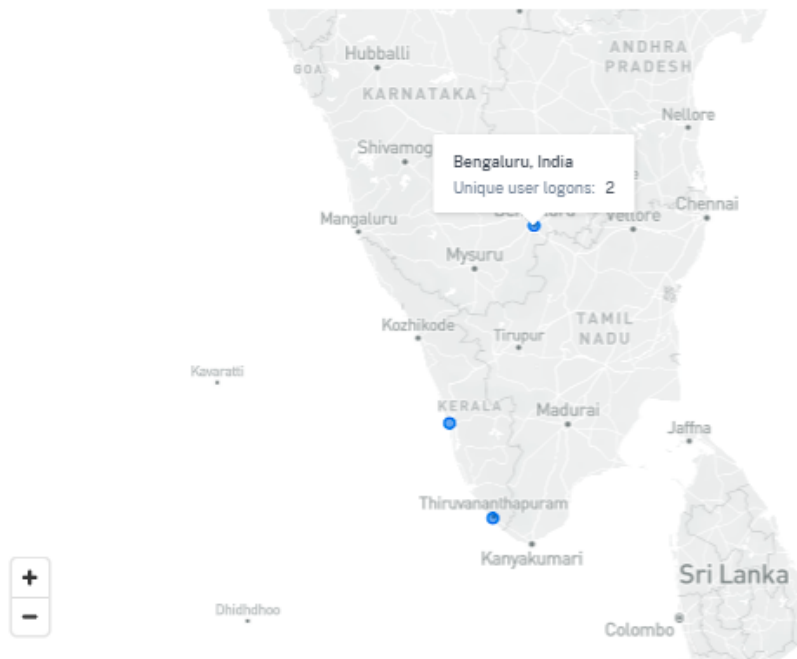 Hubballi
GOA
KARNATAKA
ANDHRA
PRADESH
Nellore
Shivamog
Bengaluru, India
Unique user logons: 2
Chennai
Vellore
Mangaluru
Mysuru
Kozhikode
Tirupur
TAMIL
NADU
Kavaratti
KERALA
Madurai
Jaffna
Thiruvananthapuram
Kanyakumari
+
−
Sri Lanka
Dhidhdhoo
Colombo